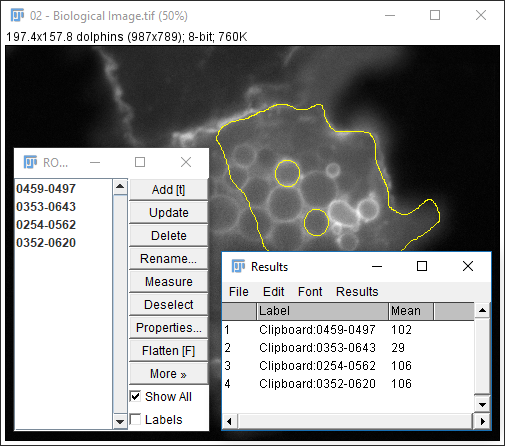 02 - Biological Image.tif (50%)
197.4x157.8 dolphins (987x789); 8-bit; 760K
RO...
0459-0497
0353-0643
0254-0562
0352-0620
Add [t]
Update
Delete
Rename...
Measure
Deselect
Properties...
Flatten [F]
More »
Show All
Labels
Results
File Edit Font Results
Label Mean
1 Clipboard:0459-0497 102
2 Clipboard:0353-0643 29
3 Clipboard:0254-0562 106
4 Clipboard:0352-0620 106